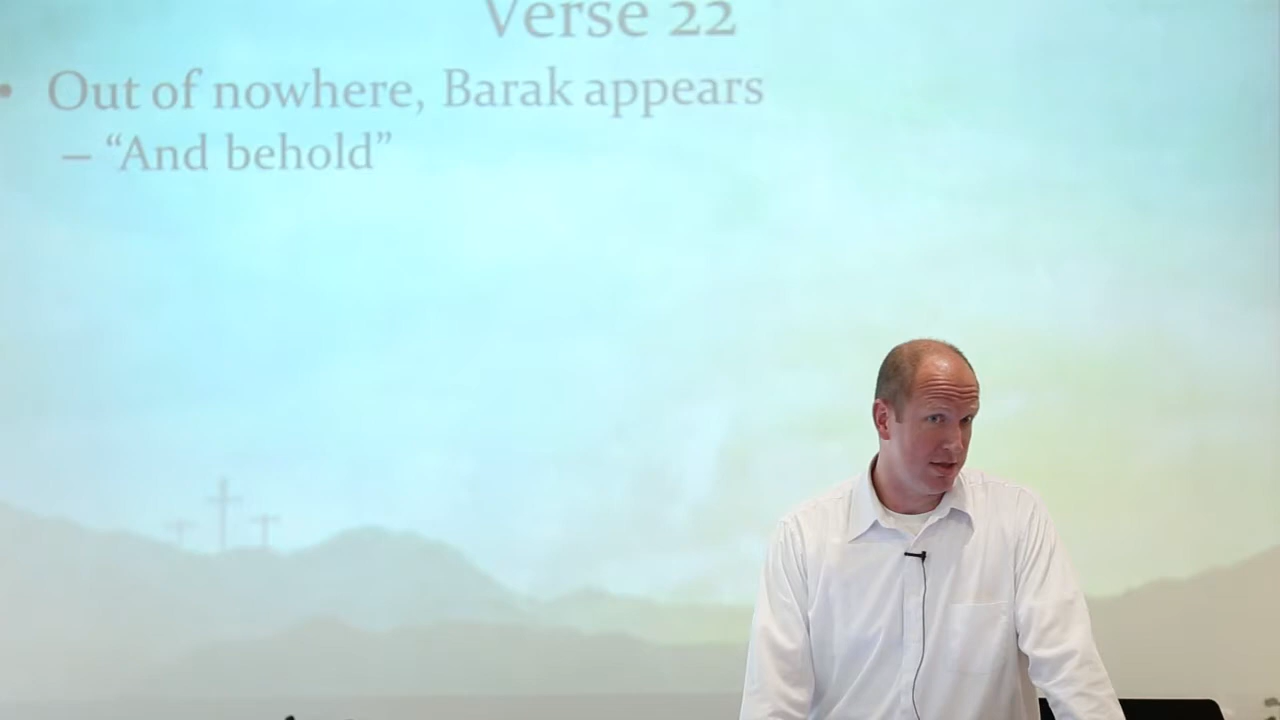 Verse 22
• Out of nowhere, Barak appears
– “And behold”